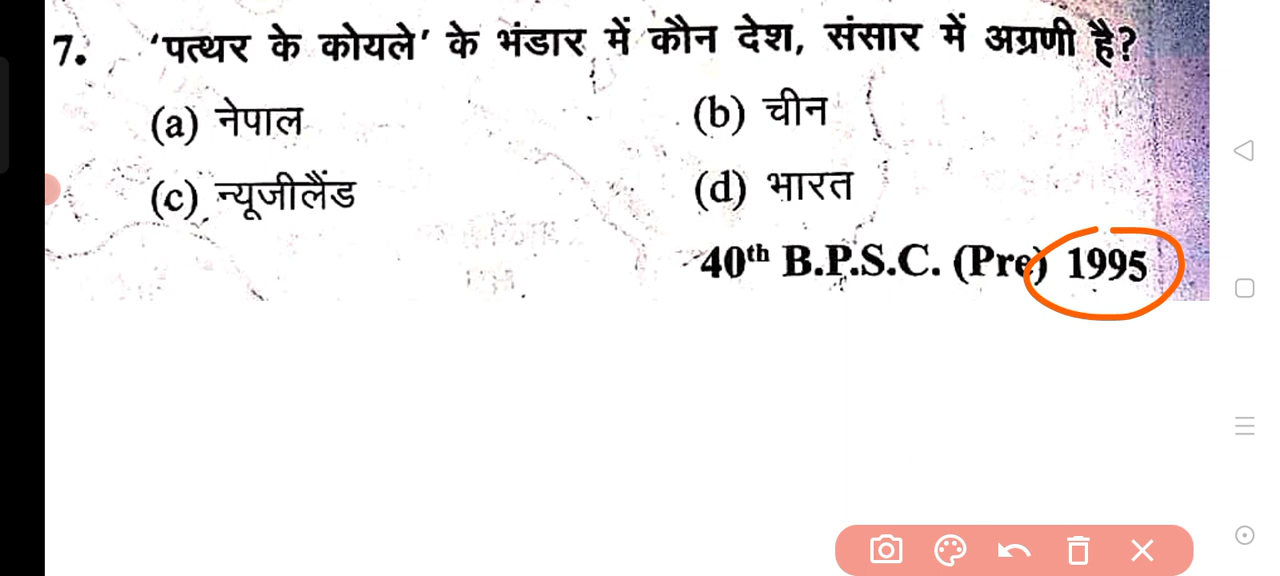 7. ‘पत्थर के कोयले’ के भंडार में कौन देश, संसार में अग्रणी है?
(a) नेपाल (b) चीन
(c) न्यूजीलैंड (d) भारत
40th B.P.S.C. (Pre) 1995